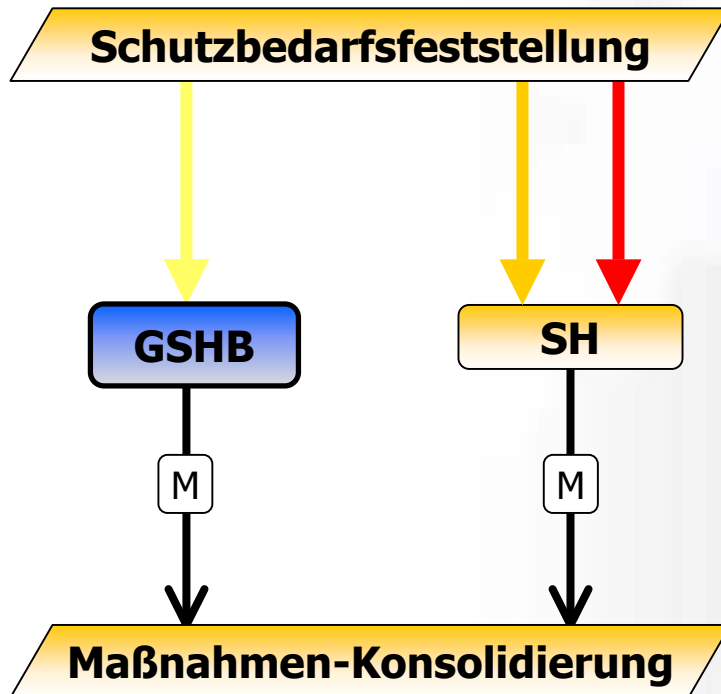 Schutzbedarfsfeststellung
GSHB
SH
M
M
Maßnahmen-Konsolidierung